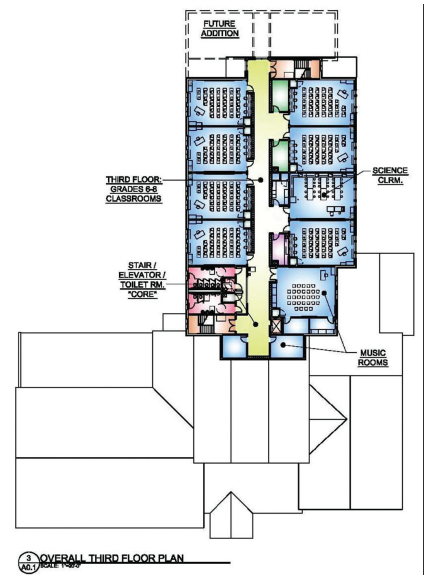 FUTURE
ADDITION
THIRD FLOOR:
GRADES 6-8
CLASSROOMS
SCIENCE
CLRM.
STAIR /
ELEVATOR /
TOILET RM.
"CORE"
MUSIC
ROOMS
3
A0.1
OVERALL THIRD FLOOR PLAN
SCALE: